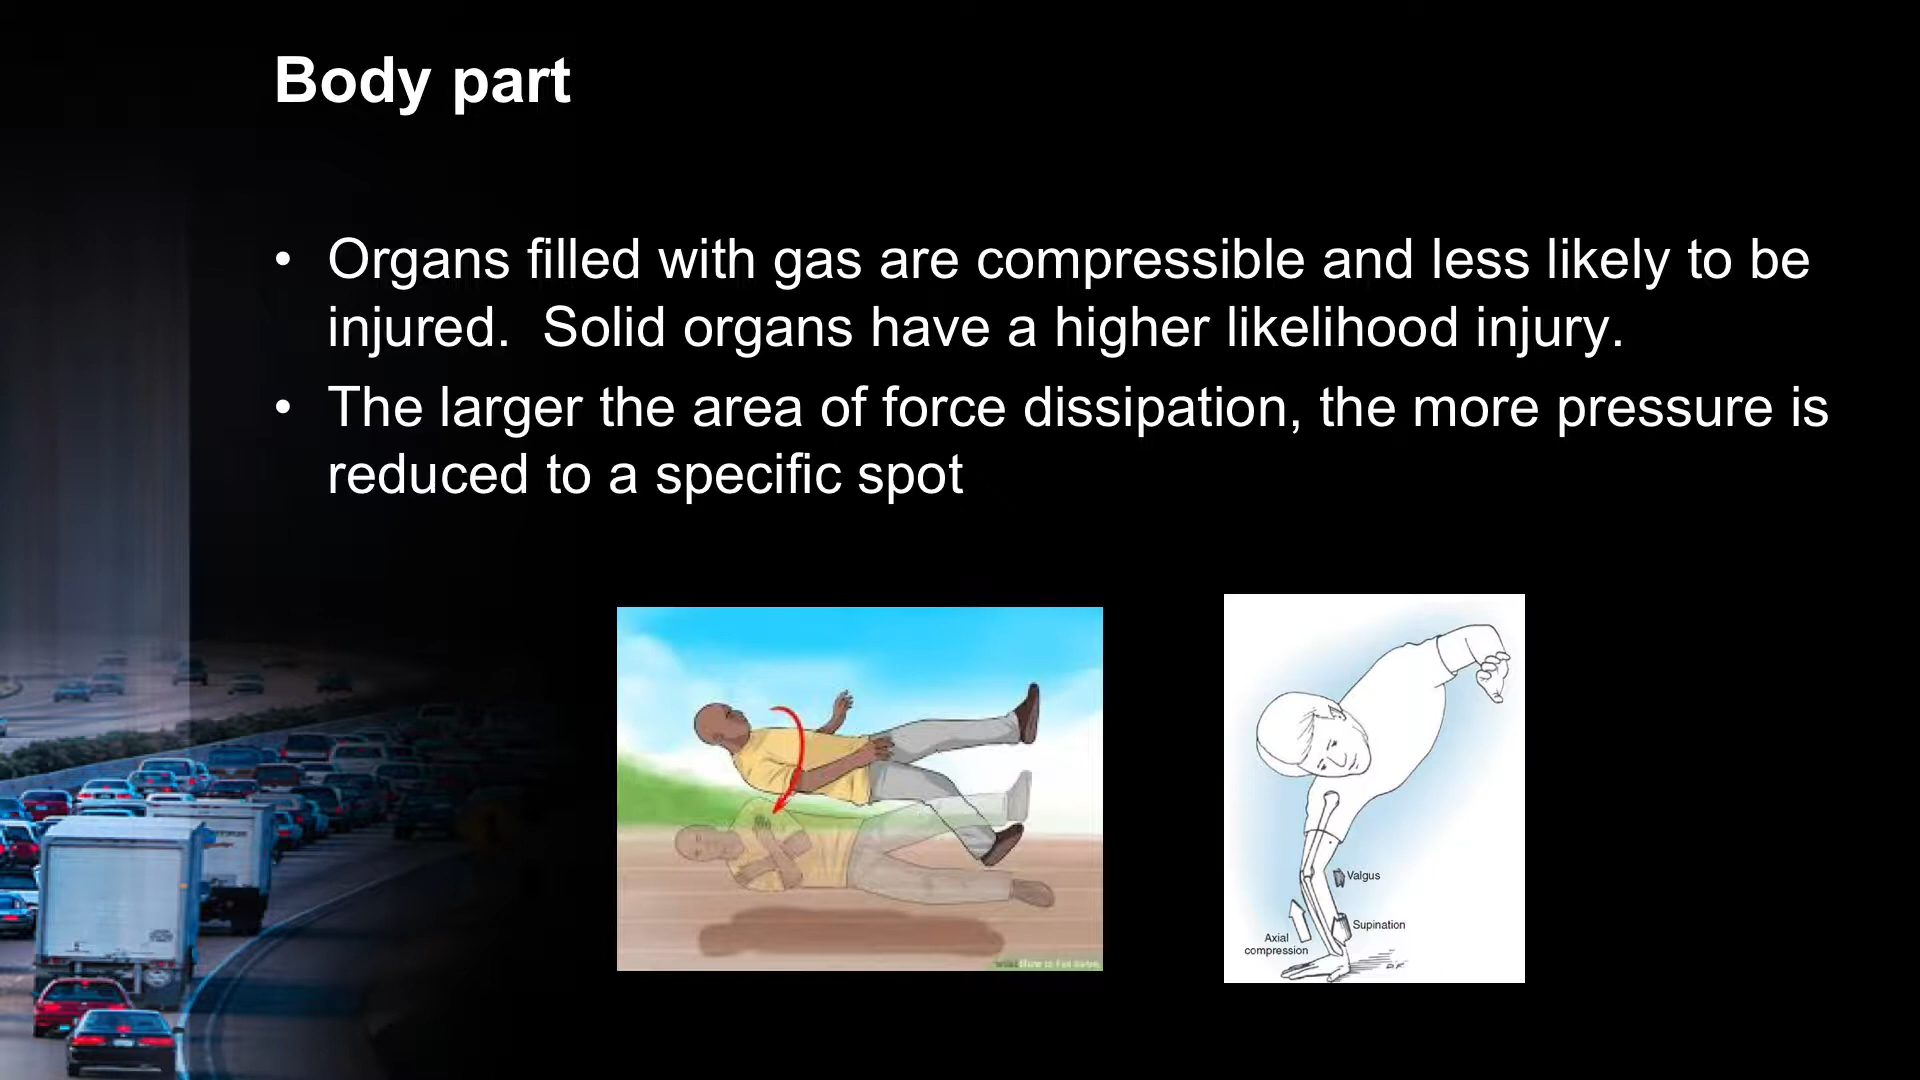 Body part
• Organs filled with gas are compressible and less likely to be
injured.  Solid organs have a higher likelihood injury.
• The larger the area of force dissipation, the more pressure is
reduced to a specific spot
Valgus
Supination
Axial
compression